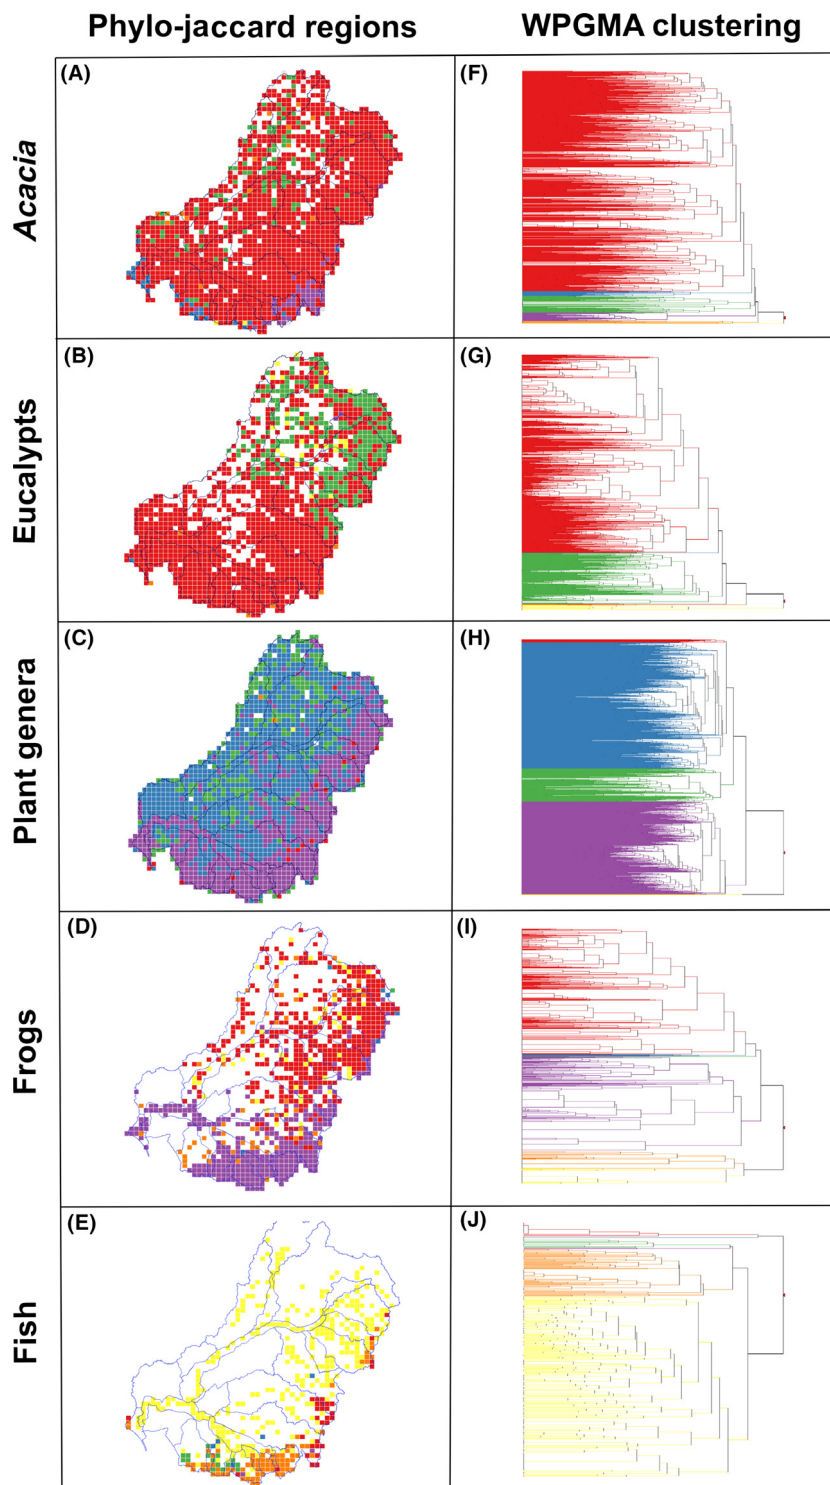 Phylo-jaccard regions
WPGMA clustering
Acacia
(A)
(F)
Eucalypts
(B)
(G)
Plant genera
(C)
(H)
Frogs
(D)
(I)
Fish
(E)
(J)